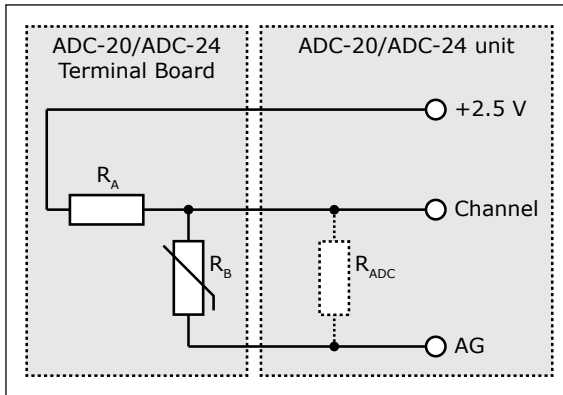 ADC-20/ADC-24
Terminal Board
ADC-20/ADC-24 unit
+2.5 V
R_A
Channel
R_B
R_ADC
AG